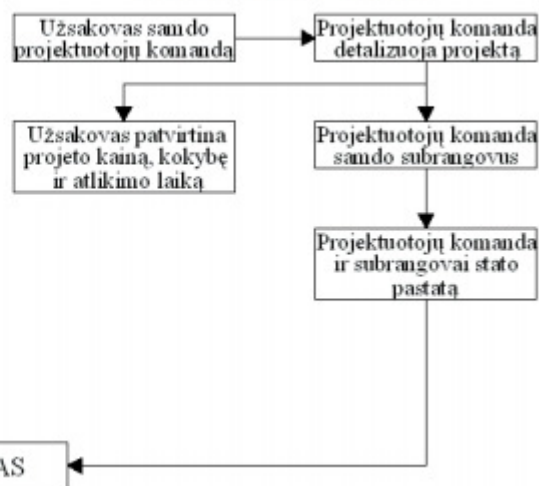 Užsakovas samdo
projektuotojų komandą
Projektuotojų komanda
detalizuoja projektą
Užsakovas patvirtina
projeto kainą, kokybę
ir atlikimo laiką
Projektuotojų komanda
samdo subrangovus
Projektuotojų komanda
ir subrangovai stato
pastatą
AS